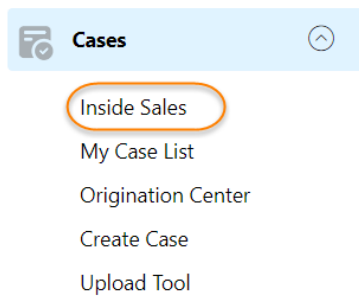 Cases
Inside Sales
My Case List
Origination Center
Create Case
Upload Tool